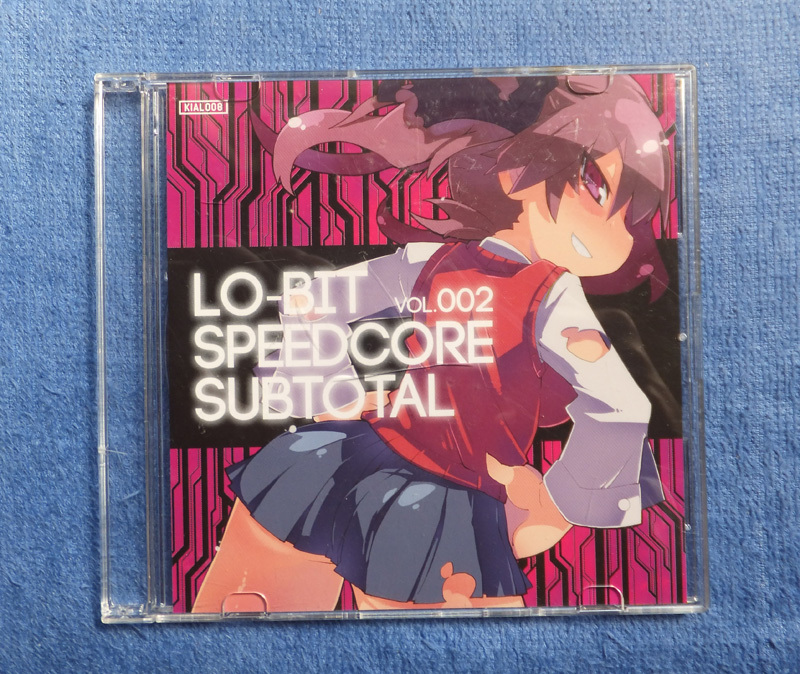 KIAL008
LO-BIT VOL.002
SPEEDCORE
SUBTOTAL